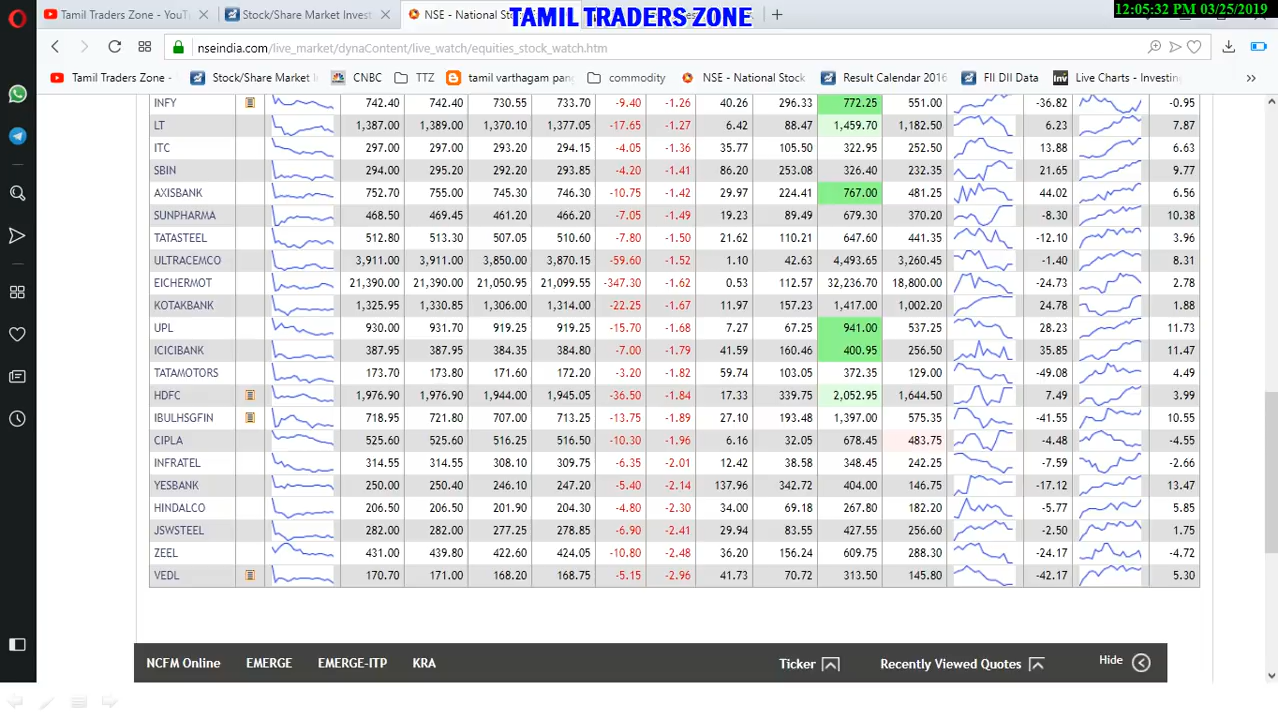 12:05:32 PM 03/25/2019
Tamil Traders Zone - YouT
Stock/Share Market Invest
NSE - National St
TAMIL TRADERS ZONE
nseindia.com/live_market/dynaContent/live_watch/equities_stock_watch.htm
Tamil Traders Zone -
Stock/Share Market I
CNBC
TTZ
tamil varthagam pan
commodity
NSE - National Stock
Result Calendar 2016
FII DII Data
Inv
Live Charts - Investin
INFY 742.40 742.40 730.55 733.70 -9.40 -1.26 40.26 296.33 772.25 551.00 -36.82 -0.95
LT 1,387.00 1,389.00 1,370.10 1,377.05 -17.65 -1.27 6.42 88.47 1,459.70 1,182.50 6.23 7.87
ITC 297.00 297.00 293.20 294.15 -4.05 -1.36 35.77 105.50 322.95 252.50 13.88 6.63
SBIN 294.00 295.20 292.20 293.85 -4.20 -1.41 86.20 253.08 326.40 232.35 21.65 9.77
AXISBANK 752.70 755.00 745.30 746.30 -10.75 -1.42 29.97 224.41 767.00 481.25 44.02 6.56
SUNPHARMA 468.50 469.45 461.20 466.20 -7.05 -1.49 19.23 89.49 679.30 370.20 -8.30 10.38
TATASTEEL 512.80 513.30 507.05 510.60 -7.80 -1.50 21.62 110.21 647.60 441.35 -12.10 3.96
ULTRACEMCO 3,911.00 3,911.00 3,850.00 3,870.15 -59.60 -1.52 1.10 42.63 4,493.65 3,260.45 -1.40 8.31
EICHERMOT 21,390.00 21,390.00 21,050.95 21,099.55 -347.30 -1.62 0.53 112.57 32,236.70 18,800.00 -24.73 2.78
KOTAKBANK 1,325.95 1,330.85 1,306.00 1,314.00 -22.25 -1.67 11.97 157.23 1,417.00 1,002.20 24.78 1.88
UPL 930.00 931.70 919.25 919.25 -15.70 -1.68 7.27 67.25 941.00 537.25 28.23 11.73
ICICIBANK 387.95 387.95 384.35 384.80 -7.00 -1.79 41.59 160.46 400.95 256.50 35.85 11.47
TATAMOTORS 173.70 173.80 171.60 172.20 -3.20 -1.82 59.74 103.05 372.35 129.00 -49.08 4.49
HDFC 1,976.90 1,976.90 1,944.00 1,945.05 -36.50 -1.84 17.33 339.75 2,052.95 1,644.50 7.49 3.99
IBULHSGFIN 718.95 721.80 707.00 713.25 -13.75 -1.89 27.10 193.48 1,397.00 575.35 -41.55 10.55
CIPLA 525.60 525.60 516.25 516.50 -10.30 -1.96 6.16 32.05 678.45 483.75 -4.48 -4.55
INFRATEL 314.55 314.55 308.10 309.75 -6.35 -2.01 12.42 38.58 348.45 242.25 -7.59 -2.66
YESBANK 250.00 250.40 246.10 247.20 -5.40 -2.14 137.96 342.72 404.00 146.75 -17.12 13.47
HINDALCO 206.50 206.50 201.90 204.30 -4.80 -2.30 34.00 69.18 267.80 182.20 -5.77 5.85
JSWSTEEL 282.00 282.00 277.25 278.85 -6.90 -2.41 29.94 83.55 427.55 256.60 -2.50 1.75
ZEEL 431.00 439.80 422.60 424.05 -10.80 -2.48 36.20 156.24 609.75 288.30 -24.17 -4.72
VEDL 170.70 171.00 168.20 168.75 -5.15 -2.96 41.73 70.72 313.50 145.80 -42.17 5.30
NCFM Online EMERGE EMERGE-ITP KRA Ticker Recently Viewed Quotes Hide